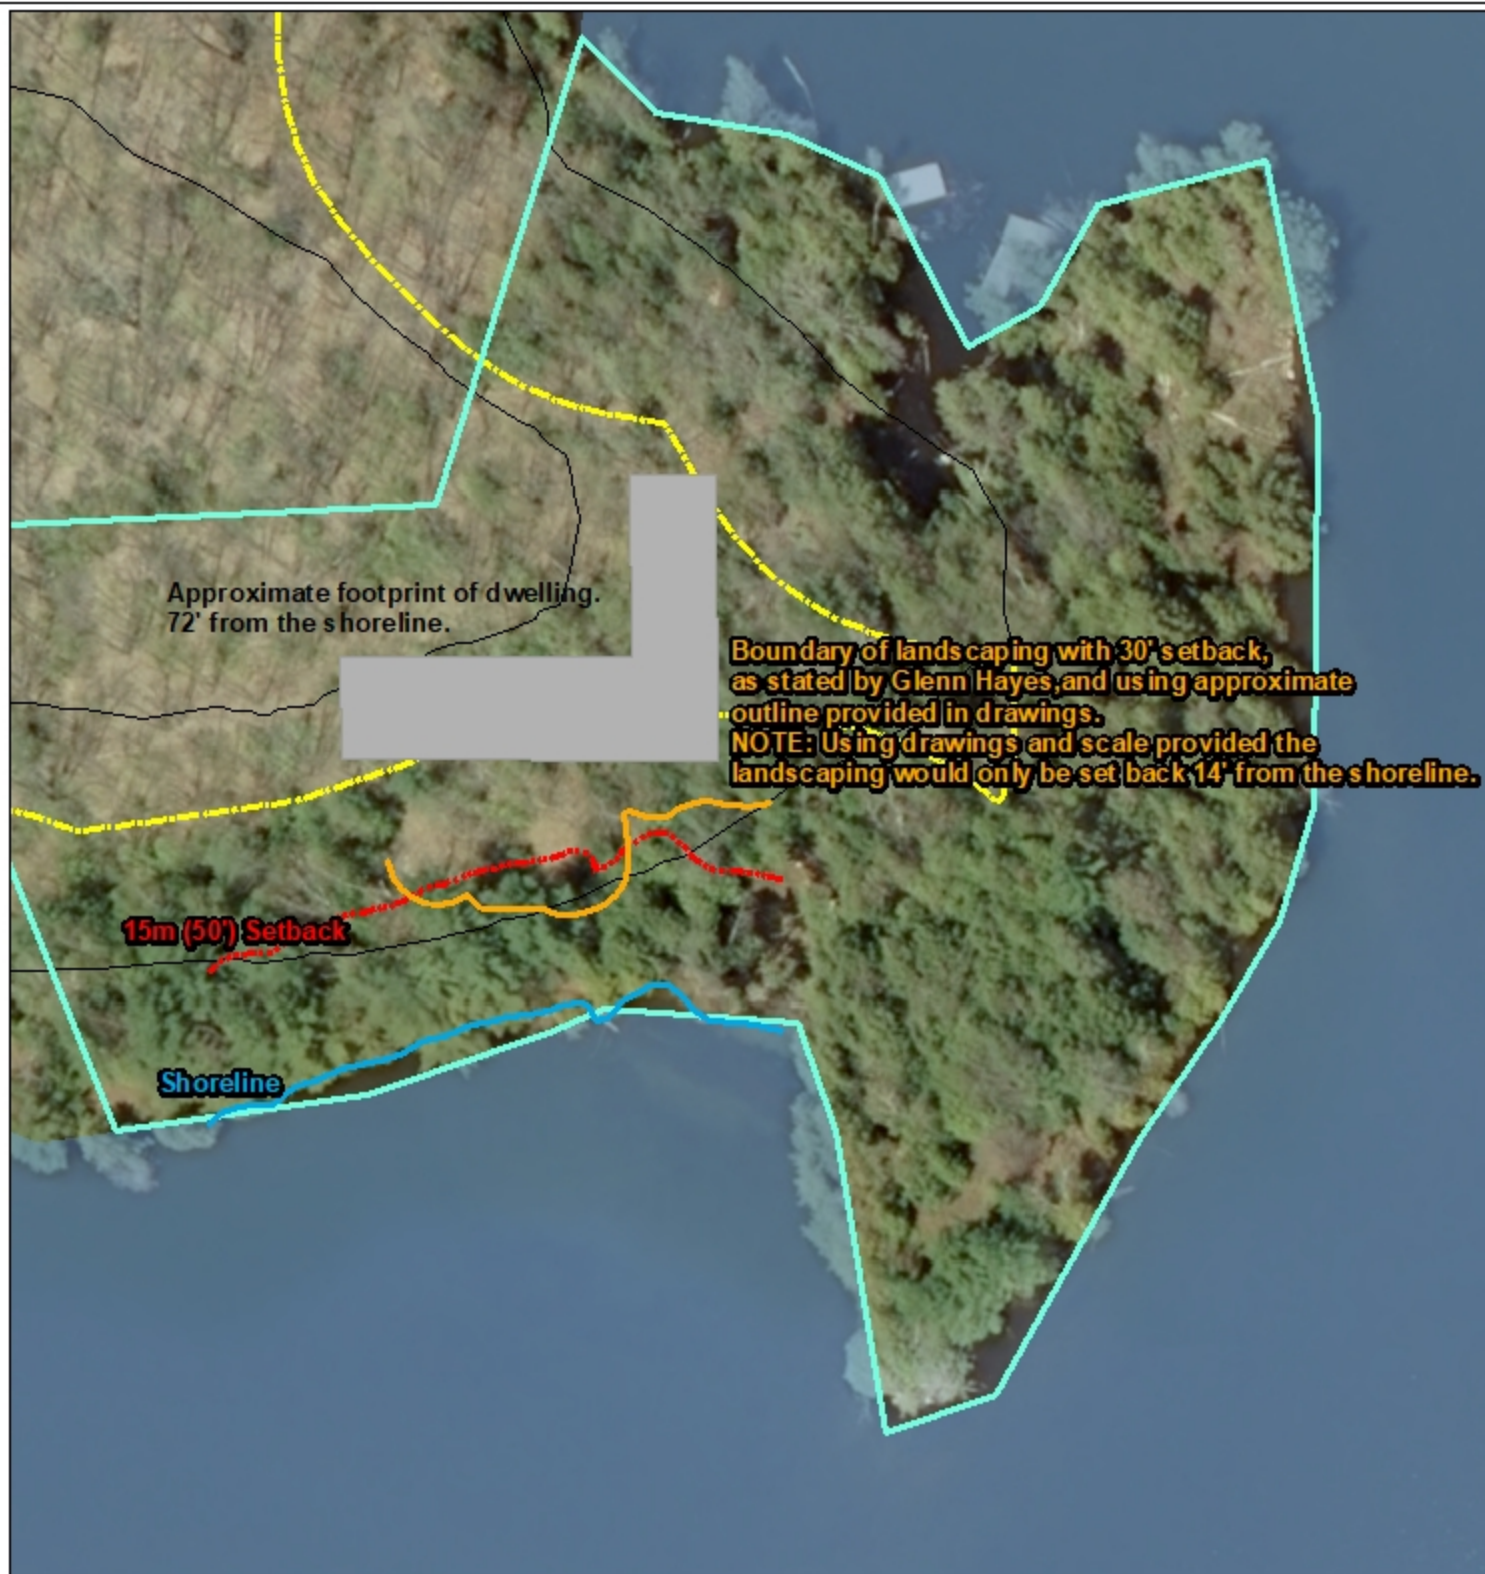 Approximate footprint of dwelling.
72' from the shoreline.
Boundary of landscaping with 30' setback,
as stated by Glenn Hayes,and using approximate
outline provided in drawings.
NOTE: Using drawings and scale provided the
landscaping would only be set back 14' from the shoreline.
15m (50') Setback
Shoreline